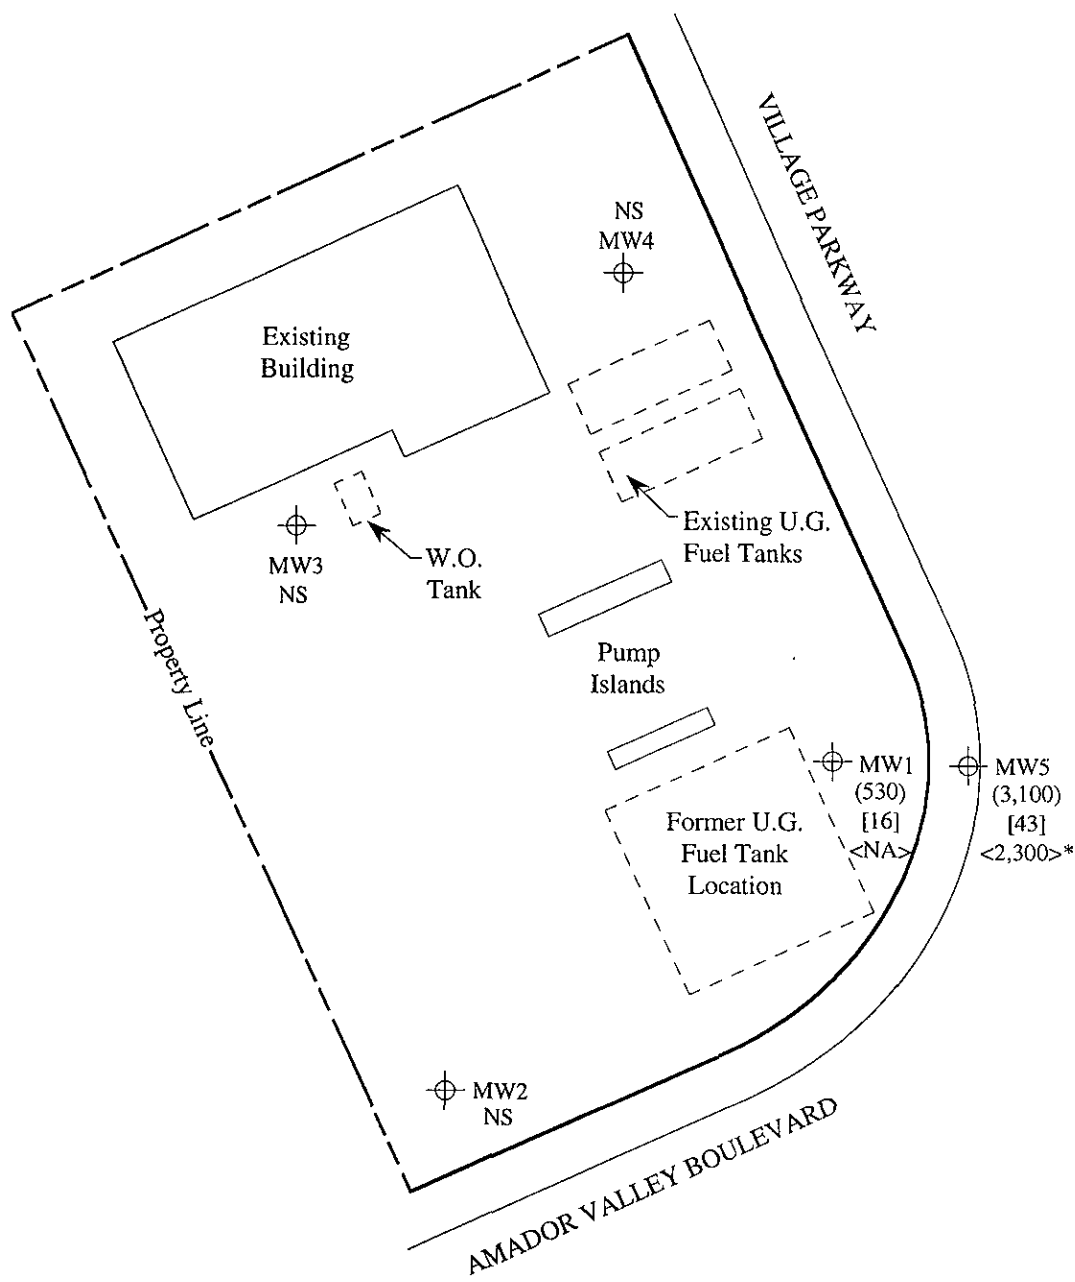 VILLAGE PARKWAY
NS
MW4
Existing
Building
Existing U.G.
Fuel Tanks
MW3
NS
W.O.
Tank
Property Line
Pump
Islands
MW1
(530)
[16]
<NA>
MW5
(3,100)
[43]
<2,300>*
Former U.G.
Fuel Tank
Location
MW2
NS
AMADOR VALLEY BOULEVARD